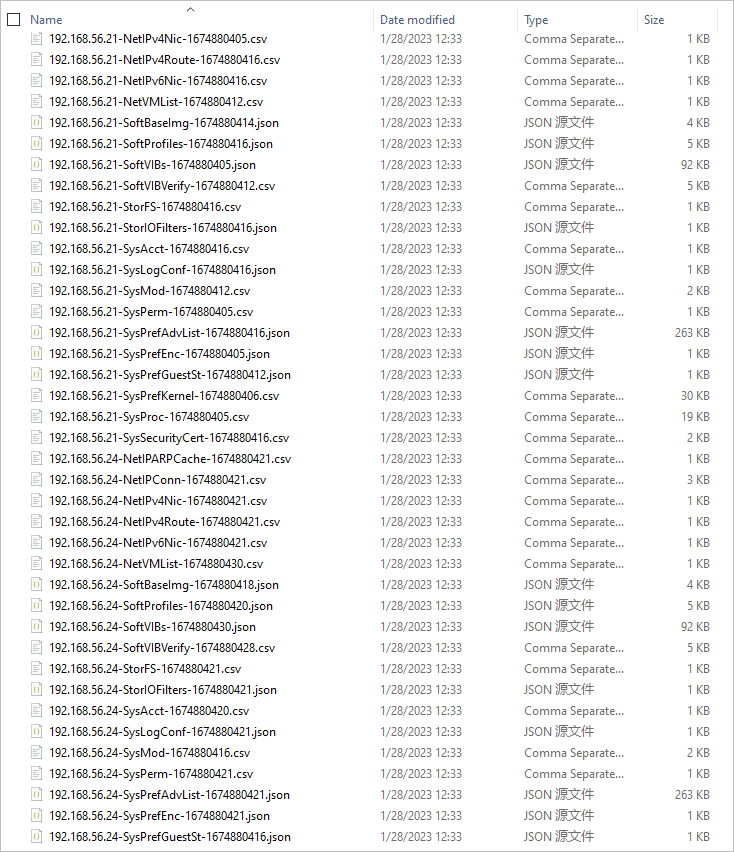 Name Date modified Type Size
192.168.56.21-NetIPv4Nic-1674880405.csv 1/28/2023 12:33 Comma Separate... 1 KB
192.168.56.21-NetIPv4Route-1674880416.csv 1/28/2023 12:33 Comma Separate... 1 KB
192.168.56.21-NetIPv6Nic-1674880416.csv 1/28/2023 12:33 Comma Separate... 1 KB
192.168.56.21-NetVMList-1674880412.csv 1/28/2023 12:33 Comma Separate... 1 KB
192.168.56.21-SoftBaseImg-1674880414.json 1/28/2023 12:33 JSON 源文件 4 KB
192.168.56.21-SoftProfiles-1674880416.json 1/28/2023 12:33 JSON 源文件 5 KB
192.168.56.21-SoftVIBs-1674880405.json 1/28/2023 12:33 JSON 源文件 92 KB
192.168.56.21-SoftVIBVerify-1674880412.csv 1/28/2023 12:33 Comma Separate... 5 KB
192.168.56.21-StorFS-1674880416.csv 1/28/2023 12:33 Comma Separate... 1 KB
192.168.56.21-StorIOFilters-1674880416.json 1/28/2023 12:33 JSON 源文件 1 KB
192.168.56.21-SysAcct-1674880416.csv 1/28/2023 12:33 Comma Separate... 1 KB
192.168.56.21-SysLogConf-1674880416.json 1/28/2023 12:33 JSON 源文件 1 KB
192.168.56.21-SysMod-1674880412.csv 1/28/2023 12:33 Comma Separate... 2 KB
192.168.56.21-SysPerm-1674880405.csv 1/28/2023 12:33 Comma Separate... 1 KB
192.168.56.21-SysPrefAdvList-1674880416.json 1/28/2023 12:33 JSON 源文件 263 KB
192.168.56.21-SysPrefEnc-1674880405.json 1/28/2023 12:33 JSON 源文件 1 KB
192.168.56.21-SysPrefGuestSt-1674880412.json 1/28/2023 12:33 JSON 源文件 1 KB
192.168.56.21-SysPrefKernel-1674880406.csv 1/28/2023 12:33 Comma Separate... 30 KB
192.168.56.21-SysProc-1674880405.csv 1/28/2023 12:33 Comma Separate... 19 KB
192.168.56.21-SysSecurityCert-1674880416.csv 1/28/2023 12:33 Comma Separate... 2 KB
192.168.56.24-NetIPARPCache-1674880421.csv 1/28/2023 12:33 Comma Separate... 1 KB
192.168.56.24-NetIPConn-1674880421.csv 1/28/2023 12:33 Comma Separate... 3 KB
192.168.56.24-NetIPv4Nic-1674880421.csv 1/28/2023 12:33 Comma Separate... 1 KB
192.168.56.24-NetIPv4Route-1674880421.csv 1/28/2023 12:33 Comma Separate... 1 KB
192.168.56.24-NetIPv6Nic-1674880421.csv 1/28/2023 12:33 Comma Separate... 1 KB
192.168.56.24-NetVMList-1674880430.csv 1/28/2023 12:33 Comma Separate... 1 KB
192.168.56.24-SoftBaseImg-1674880418.json 1/28/2023 12:33 JSON 源文件 4 KB
192.168.56.24-SoftProfiles-1674880420.json 1/28/2023 12:33 JSON 源文件 5 KB
192.168.56.24-SoftVIBs-1674880430.json 1/28/2023 12:33 JSON 源文件 92 KB
192.168.56.24-SoftVIBVerify-1674880428.csv 1/28/2023 12:33 Comma Separate... 5 KB
192.168.56.24-StorFS-1674880421.csv 1/28/2023 12:33 Comma Separate... 1 KB
192.168.56.24-StorIOFilters-1674880421.json 1/28/2023 12:33 JSON 源文件 1 KB
192.168.56.24-SysAcct-1674880420.csv 1/28/2023 12:33 Comma Separate... 1 KB
192.168.56.24-SysLogConf-1674880421.json 1/28/2023 12:33 JSON 源文件 1 KB
192.168.56.24-SysMod-1674880416.csv 1/28/2023 12:33 Comma Separate... 2 KB
192.168.56.24-SysPerm-1674880421.csv 1/28/2023 12:33 Comma Separate... 1 KB
192.168.56.24-SysPrefAdvList-1674880421.json 1/28/2023 12:33 JSON 源文件 263 KB
192.168.56.24-SysPrefEnc-1674880421.json 1/28/2023 12:33 JSON 源文件 1 KB
192.168.56.24-SysPrefGuestSt-1674880416.json 1/28/2023 12:33 JSON 源文件 1 KB